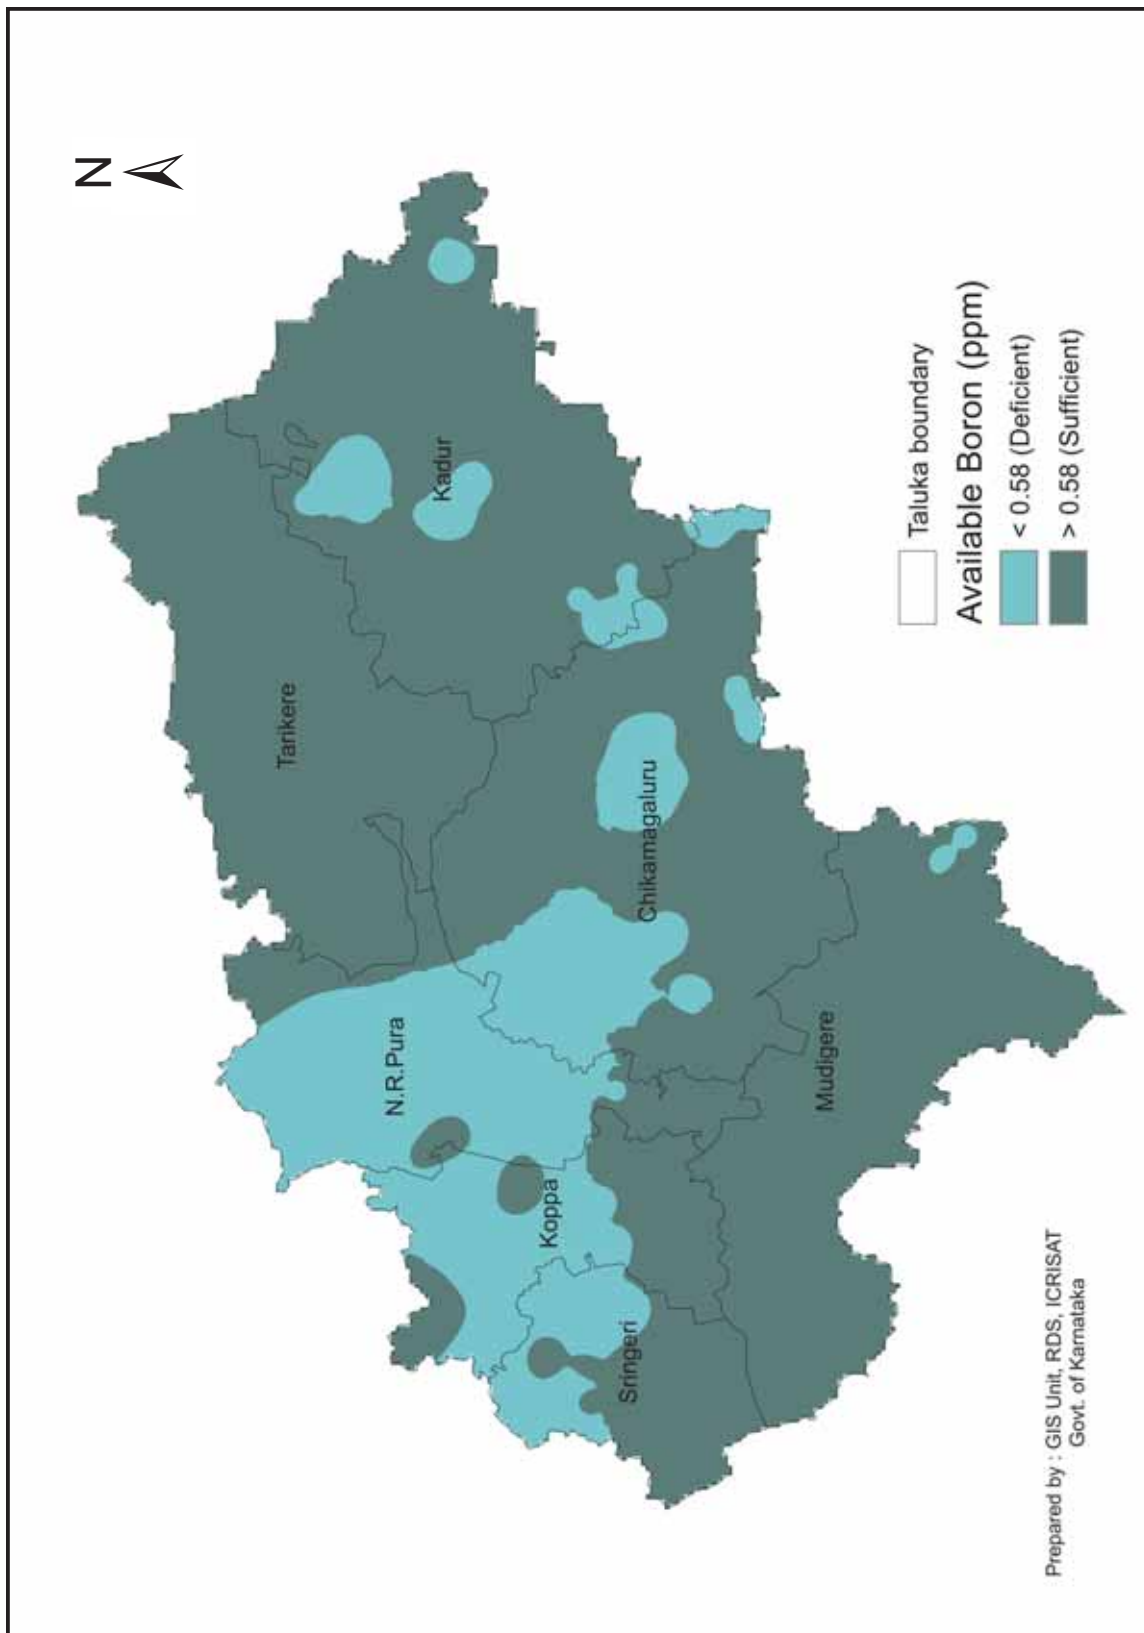 N
Tarikere
Kadur
N.R.Pura
Koppa
Chikamagaluru
Sringeri
Mudigere
Taluka boundary
Available Boron (ppm)
< 0.58 (Deficient)
> 0.58 (Sufficient)
Prepared by : GIS Unit, RDS, ICRISAT
Govt. of Karnataka